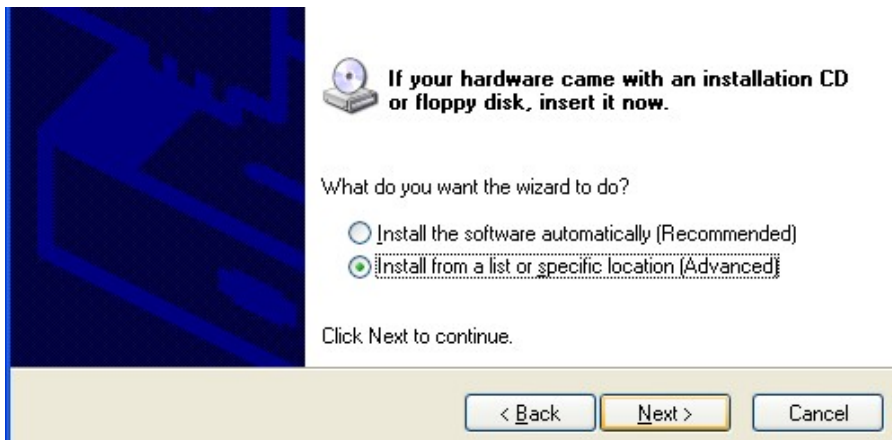 If your hardware came with an installation CD
or floppy disk, insert it now.
What do you want the wizard to do?
Install the software automatically (Recommended)
Install from a list or specific location (Advanced)
Click Next to continue.
< Back Next > Cancel